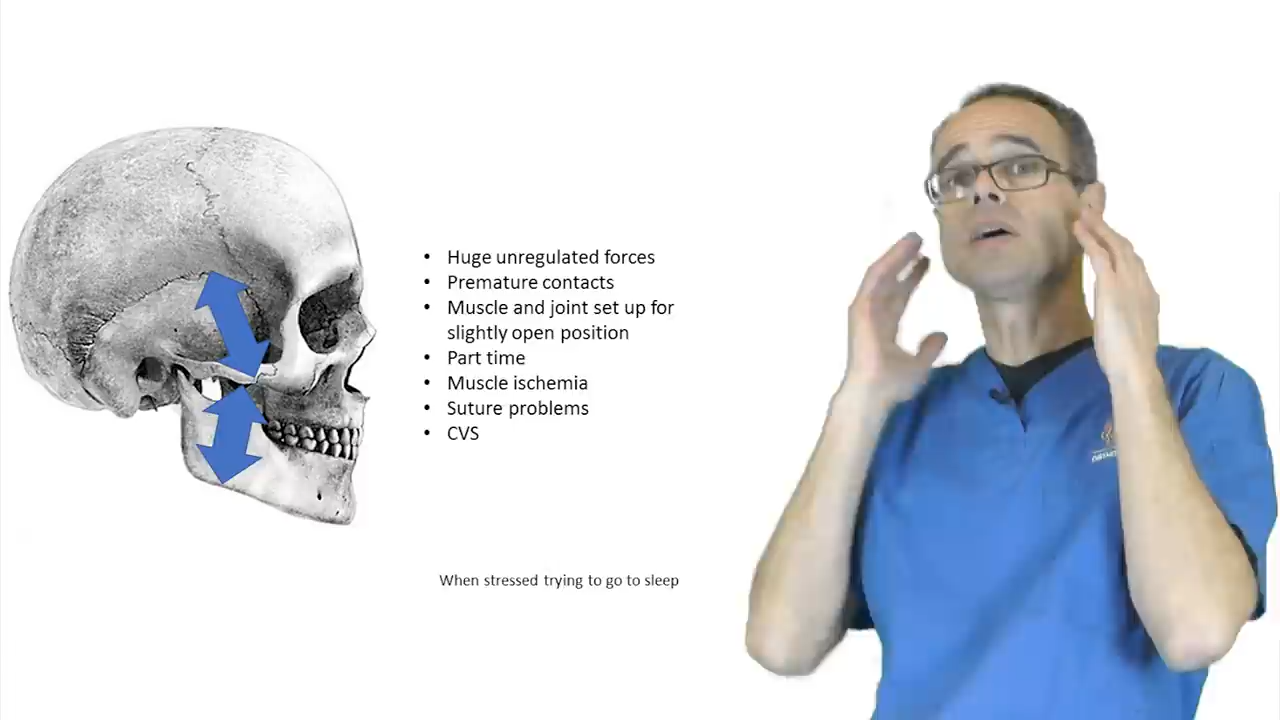 • Huge unregulated forces
• Premature contacts
• Muscle and joint set up for
slightly open position
• Part time
• Muscle ischemia
• Suture problems
• CVS
When stressed trying to go to sleep